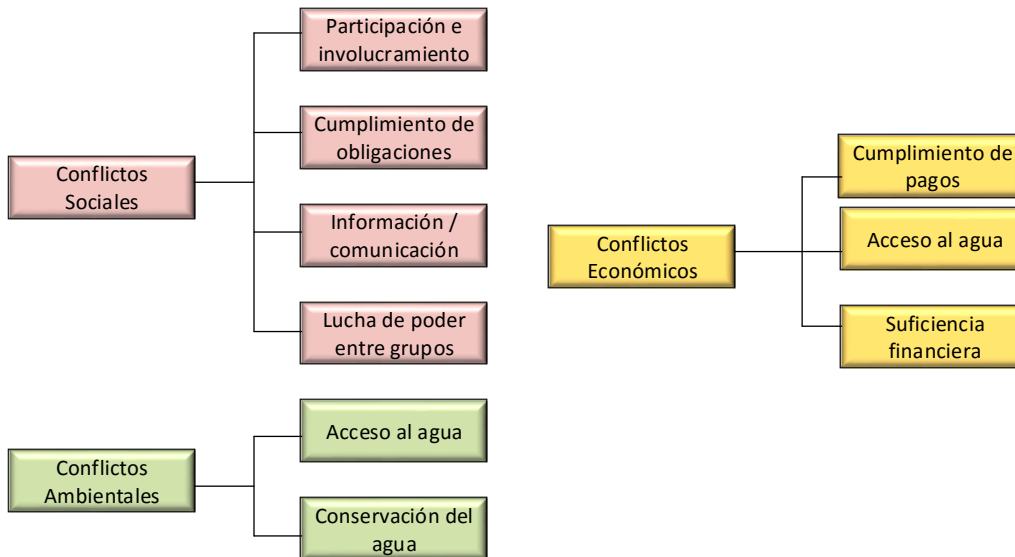 Conflictos
Sociales
Participación e
involucramiento
Cumplimiento de
obligaciones
Información /
comunicación
Lucha de poder
entre grupos
Conflictos
Ambientales
Acceso al agua
Conservación del
agua
Conflictos
Económicos
Cumplimiento de
pagos
Acceso al agua
Suficiencia
financiera